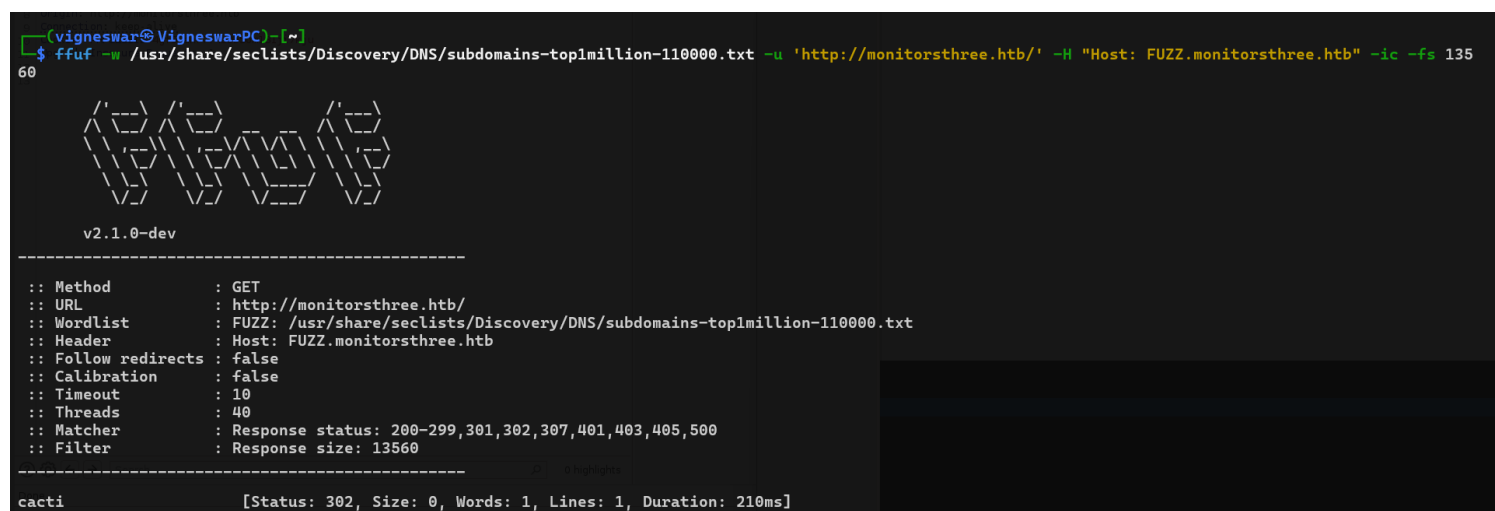 ┌──(vigneswar㉿VigneswarPC)-[~]
└─$ ffuf -w /usr/share/seclists/Discovery/DNS/subdomains-top1million-110000.txt -u 'http://monitorsthree.htb/' -H "Host: FUZZ.monitorsthree.htb" -ic -fs 135
60
v2.1.0-dev
________________________________________________
:: Method : GET
:: URL : http://monitorsthree.htb/
:: Wordlist : FUZZ: /usr/share/seclists/Discovery/DNS/subdomains-top1million-110000.txt
:: Header : Host: FUZZ.monitorsthree.htb
:: Follow redirects : false
:: Calibration : false
:: Timeout : 10
:: Threads : 40
:: Matcher : Response status: 200-299,301,302,307,401,403,405,500
:: Filter : Response size: 13560
________________________________________________
0 highlights
cacti [Status: 302, Size: 0, Words: 1, Lines: 1, Duration: 210ms]